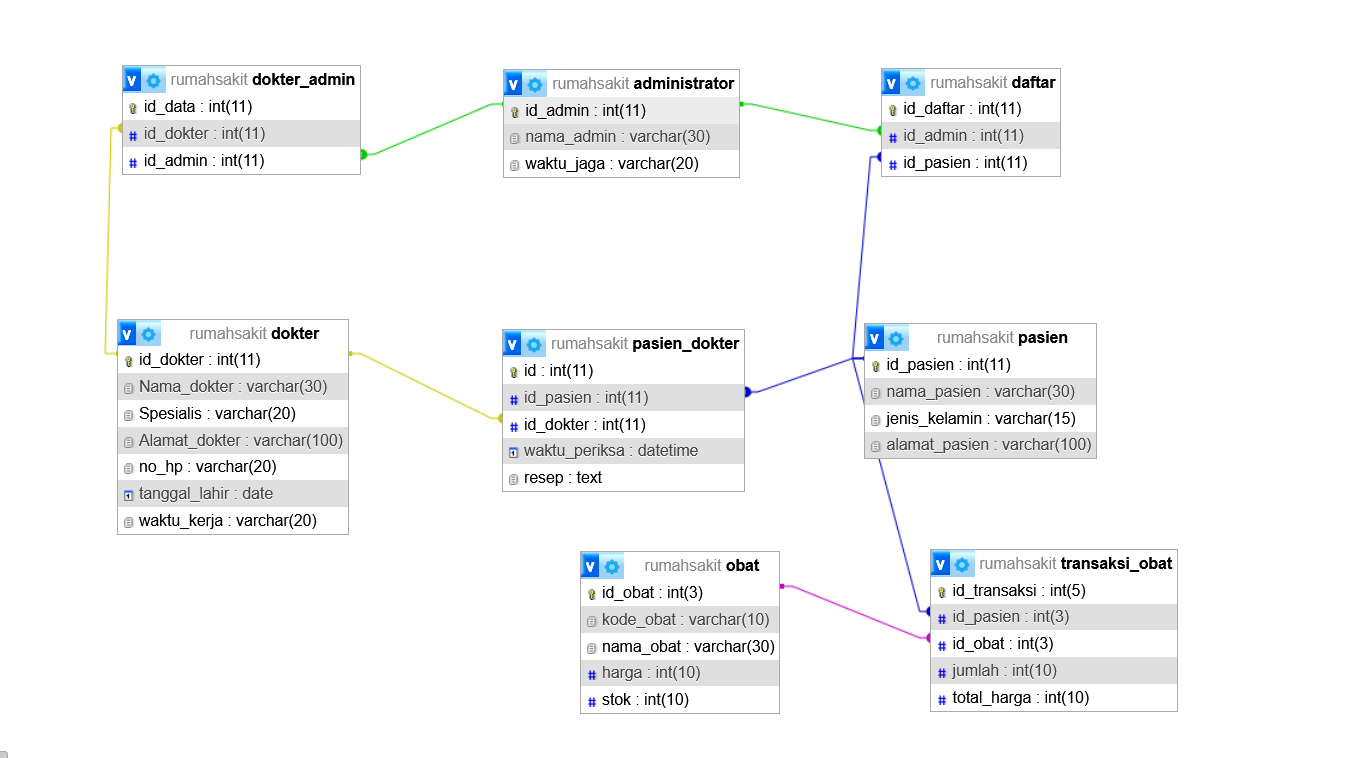 rumahsakit dokter_admin
id_data : int(11)
id_dokter : int(11)
id_admin : int(11)
rumahsakit administrator
id_admin : int(11)
nama_admin : varchar(30)
waktu_jaga : varchar(20)
rumahsakit daftar
id_daftar : int(11)
id_admin : int(11)
id_pasien : int(11)
rumahsakit dokter
id_dokter : int(11)
Nama_dokter : varchar(30)
Spesialis : varchar(20)
Alamat_dokter : varchar(100)
no_hp : varchar(20)
tanggal_lahir : date
waktu_kerja : varchar(20)
rumahsakit pasien_dokter
id : int(11)
id_pasien : int(11)
id_dokter : int(11)
waktu_periksa : datetime
resep : text
rumahsakit pasien
id_pasien : int(11)
nama_pasien : varchar(30)
jenis_kelamin : varchar(15)
alamat_pasien : varchar(100)
rumahsakit obat
id_obat : int(3)
kode_obat : varchar(10)
nama_obat : varchar(30)
harga : int(10)
stok : int(10)
rumahsakit transaksi_obat
id_transaksi : int(5)
id_pasien : int(3)
id_obat : int(3)
jumlah : int(10)
total_harga : int(10)